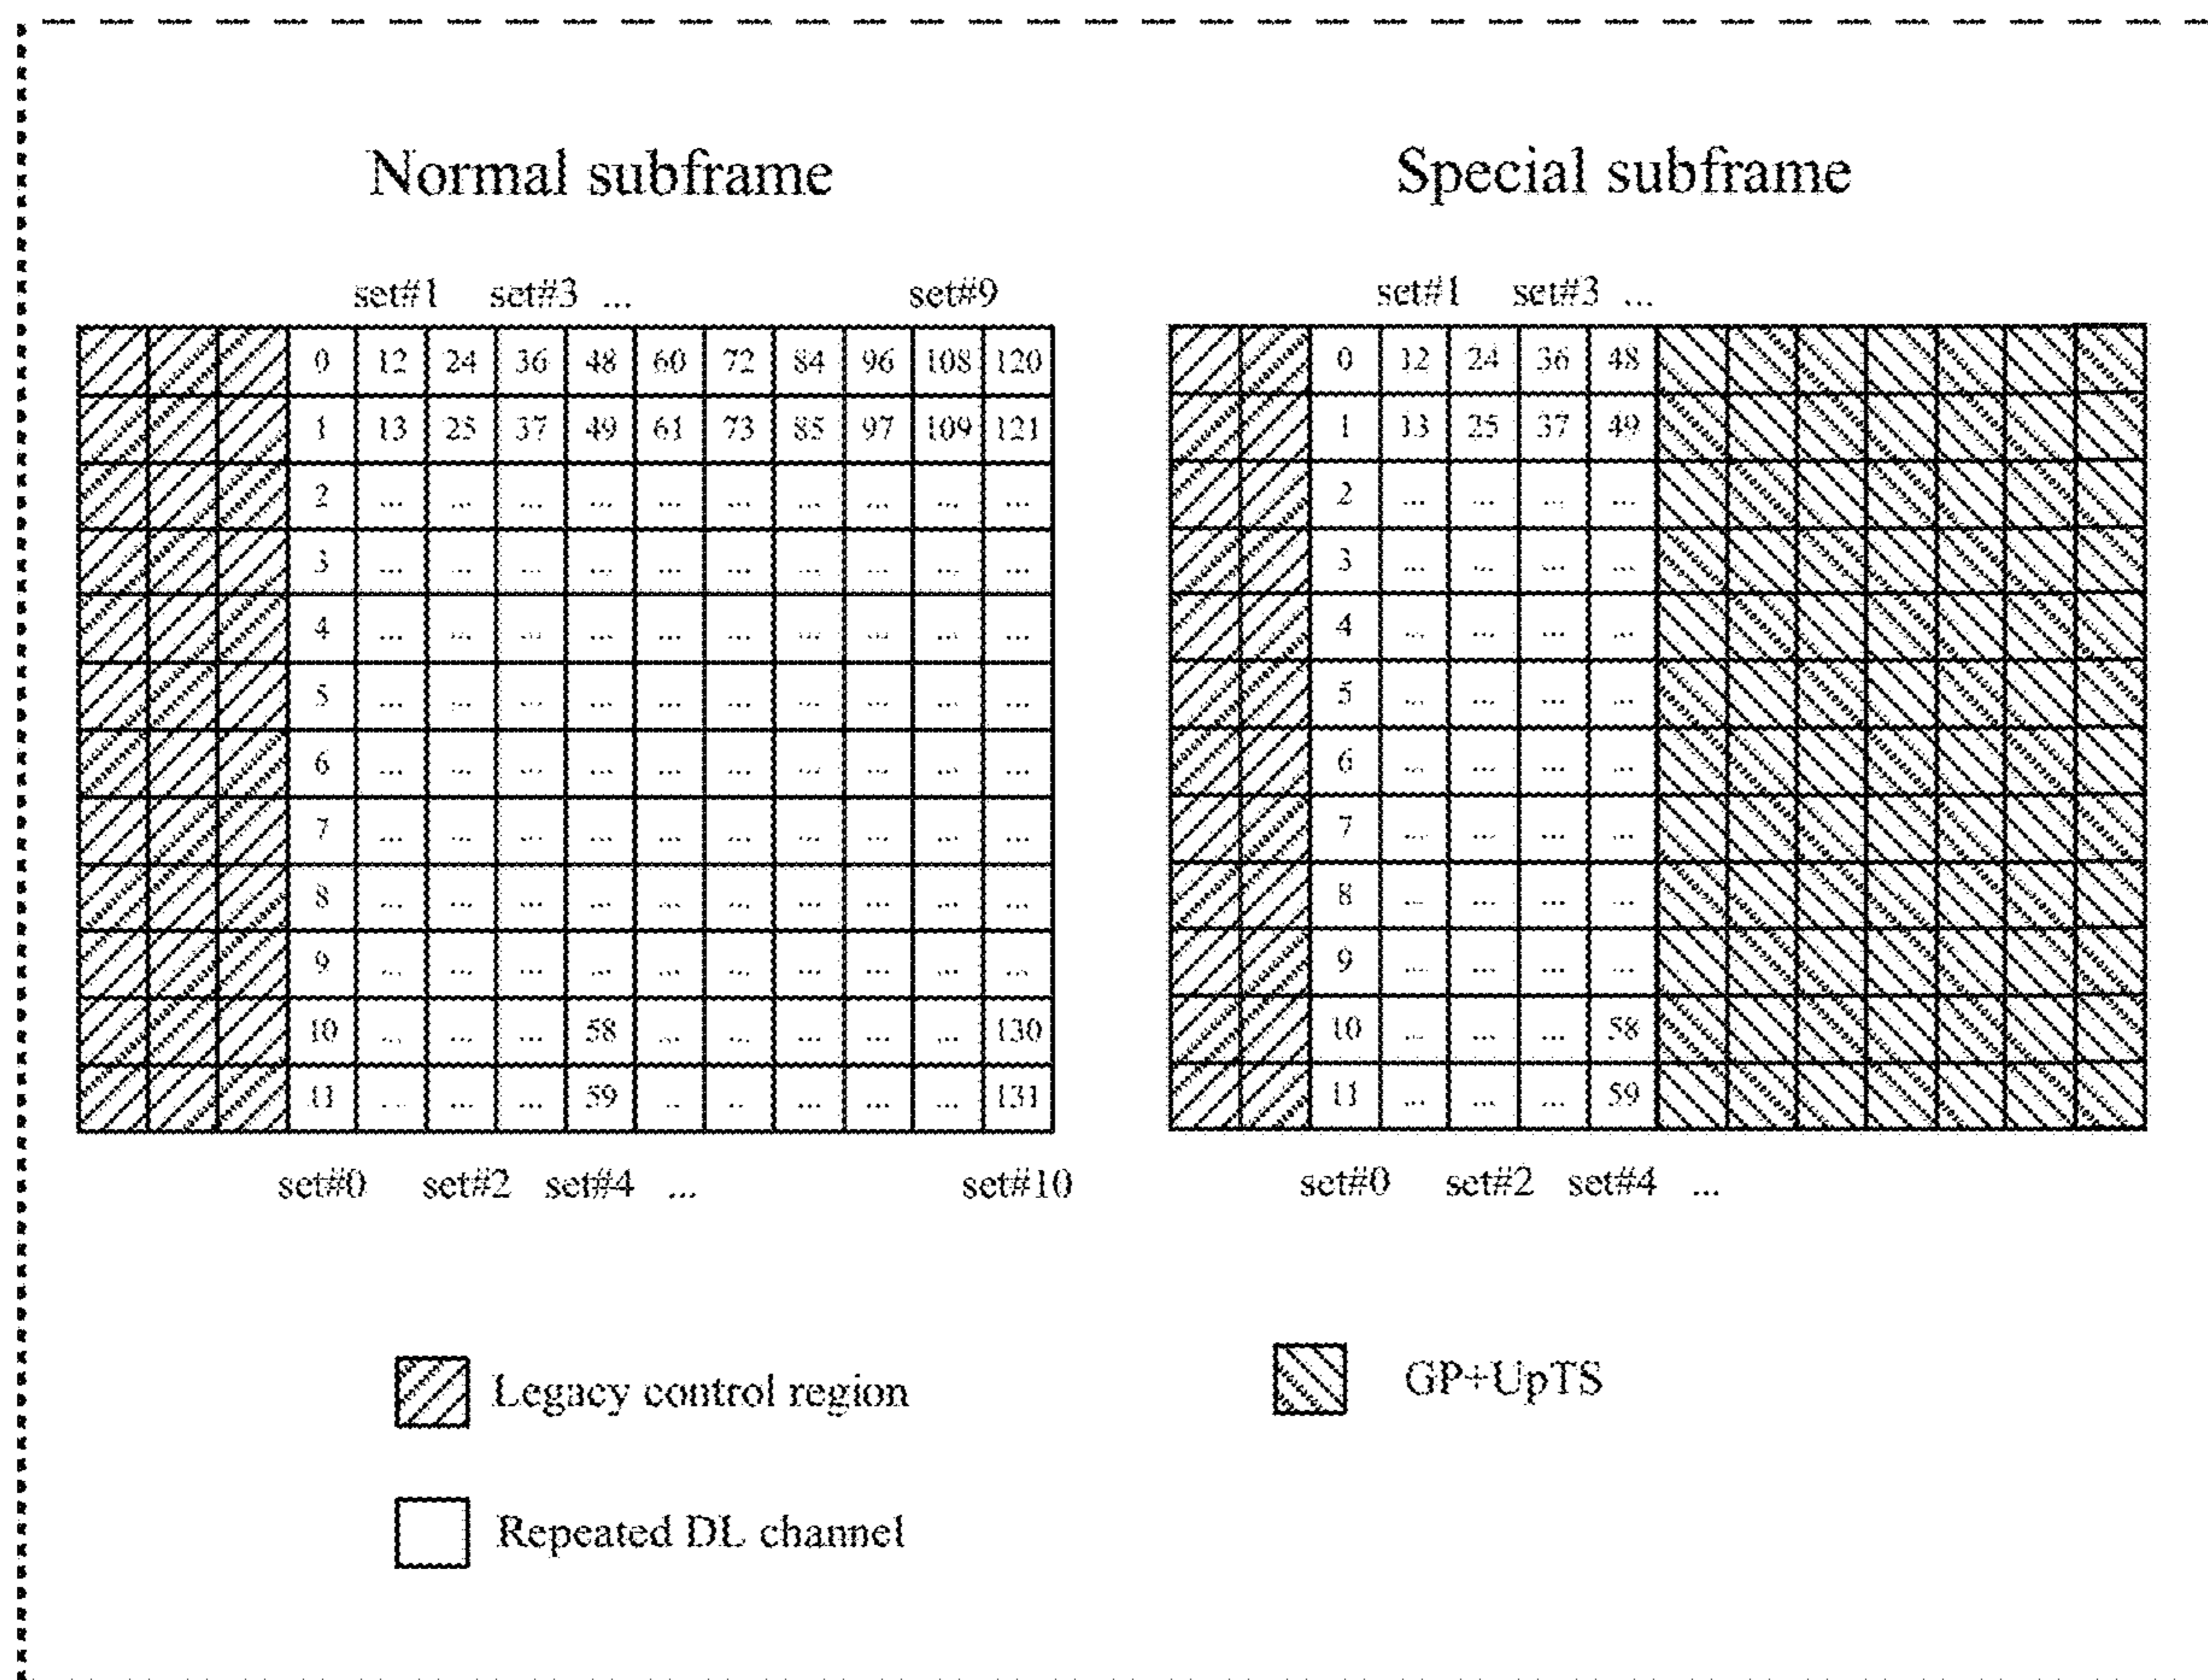 Normal subframe Special subframe
set#1 set#3 ... set#9 set#1 set#3 ...
0 12 24 36 48 60 72 84 96 108 120 0 12 24 36 48
1 13 25 37 49 61 73 85 97 109 121 1 13 25 37 49
2 ... ... ... ... ... ... ... ... ... ... 2 ... ... ... ...
3 ... ... ... ... ... ... ... ... ... ... 3 ... ... ... ...
4 ... ... ... ... ... ... ... ... ... ... 4 ... ... ... ...
5 ... ... ... ... ... ... ... ... ... ... 5 ... ... ... ...
6 ... ... ... ... ... ... ... ... ... ... 6 ... ... ... ...
7 ... ... ... ... ... ... ... ... ... ... 7 ... ... ... ...
8 ... ... ... ... ... ... ... ... ... ... 8 ... ... ... ...
9 ... ... ... ... ... ... ... ... ... ... 9 ... ... ... ...
10 ... ... ... 58 ... ... ... ... ... 130 10 ... ... ... 58
11 ... ... ... 59 ... ... ... ... ... 131 11 ... ... ... 59
set#0 set#2 set#4 ... set#10 set#0 set#2 set#4 ...
Legacy control region GP+UpTS
Repeated DL channel